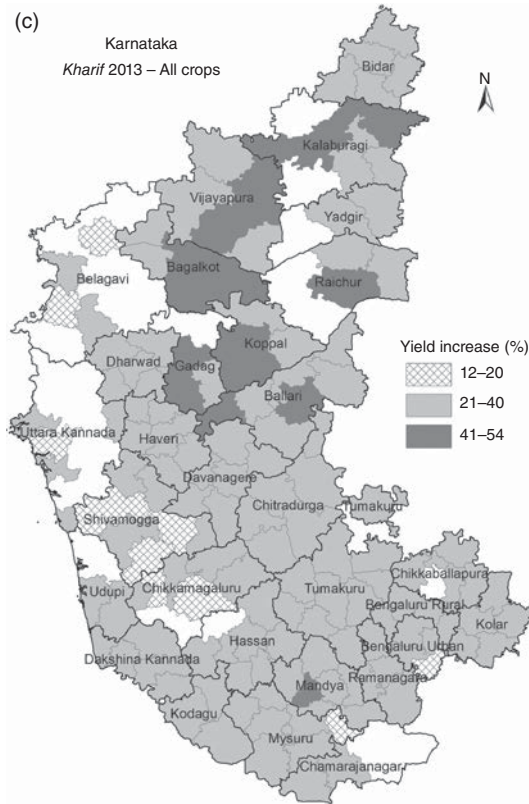 (c)
Karnataka
Kharif 2013 – All crops
N
Bidar
Kalaburagi
Vijayapura
Yadgir
Bagalkot
Belagavi
Raichur
Koppal
Dharwad
Gadag
Ballari
Yield increase (%)
12–20
21–40
41–54
Uttara Kannada
Haveri
Davanagere
Chitradurga
Tumakuru
Shivamogga
Chikkaballapura
Chikkamagaluru
Tumakuru
Udupi
Bengaluru Rural
Kolar
Hassan
Bengaluru Urban
Dakshina Kannada
Mandya
Ramanagara
Kodagu
Mysuru
Chamarajanagar